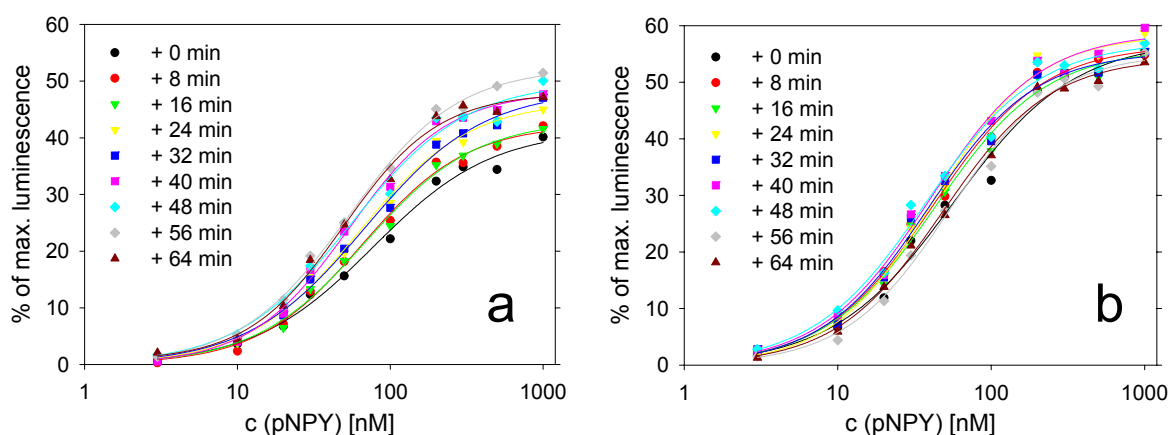 a
% of max. luminescence
60
50
40
30
20
10
0
+ 0 min
+ 8 min
+ 16 min
+ 24 min
+ 32 min
+ 40 min
+ 48 min
+ 56 min
+ 64 min
1 10 100 1000
c (pNPY) [nM]
b
% of max. luminescence
60
50
40
30
20
10
0
+ 0 min
+ 8 min
+ 16 min
+ 24 min
+ 32 min
+ 40 min
+ 48 min
+ 56 min
+ 64 min
1 10 100 1000
c (pNPY) [nM]